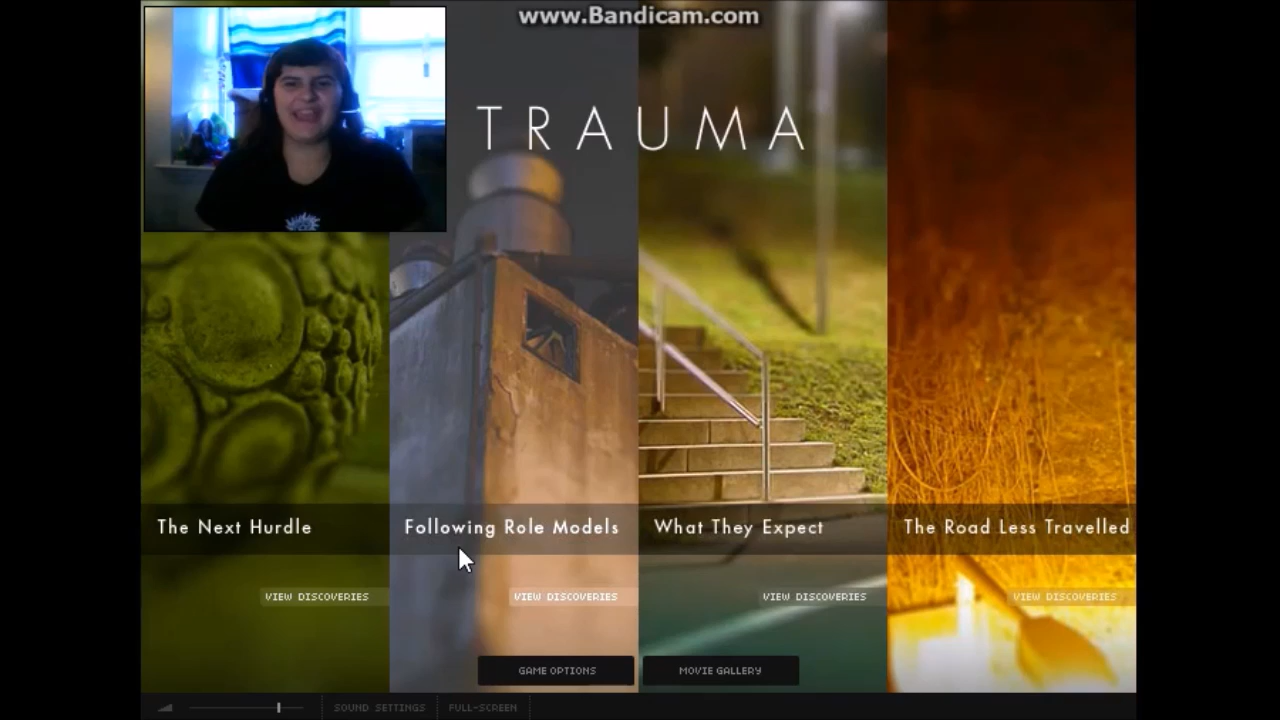 www.Bandicam.com
TRAUMA
The Next Hurdle
Following Role Models
What They Expect
The Road Less Travelled
VIEW DISCOVERIES
VIEW DISCOVERIES
VIEW DISCOVERIES
VIEW DISCOVERIES
GAME OPTIONS
MOVIE GALLERY
SOUND SETTINGS
FULL-SCREEN